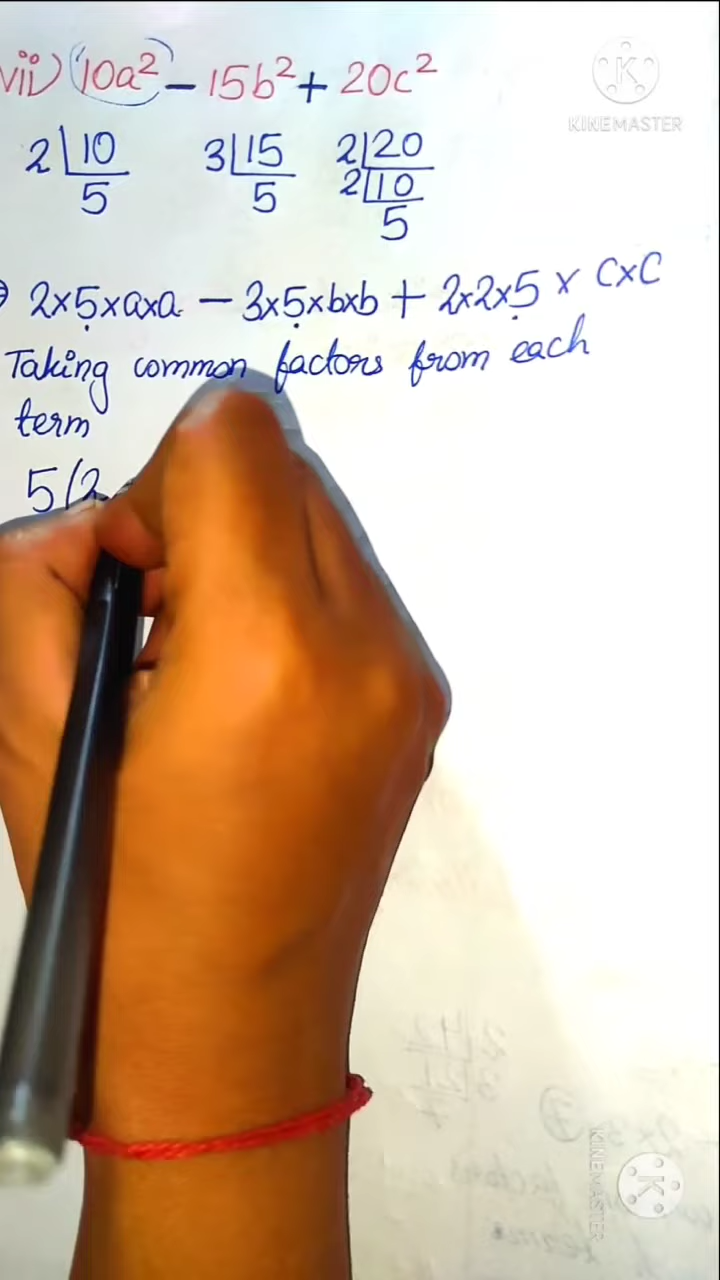 vii) 10a² - 15b² + 20c²
KINEMASTER
2 10 3 15 2 20
5 5 2 10
5
2×5×a×a - 3×5×b×b + 2×2×5 × c×c
Taking common factors from each
term
5(2
KINEMASTER